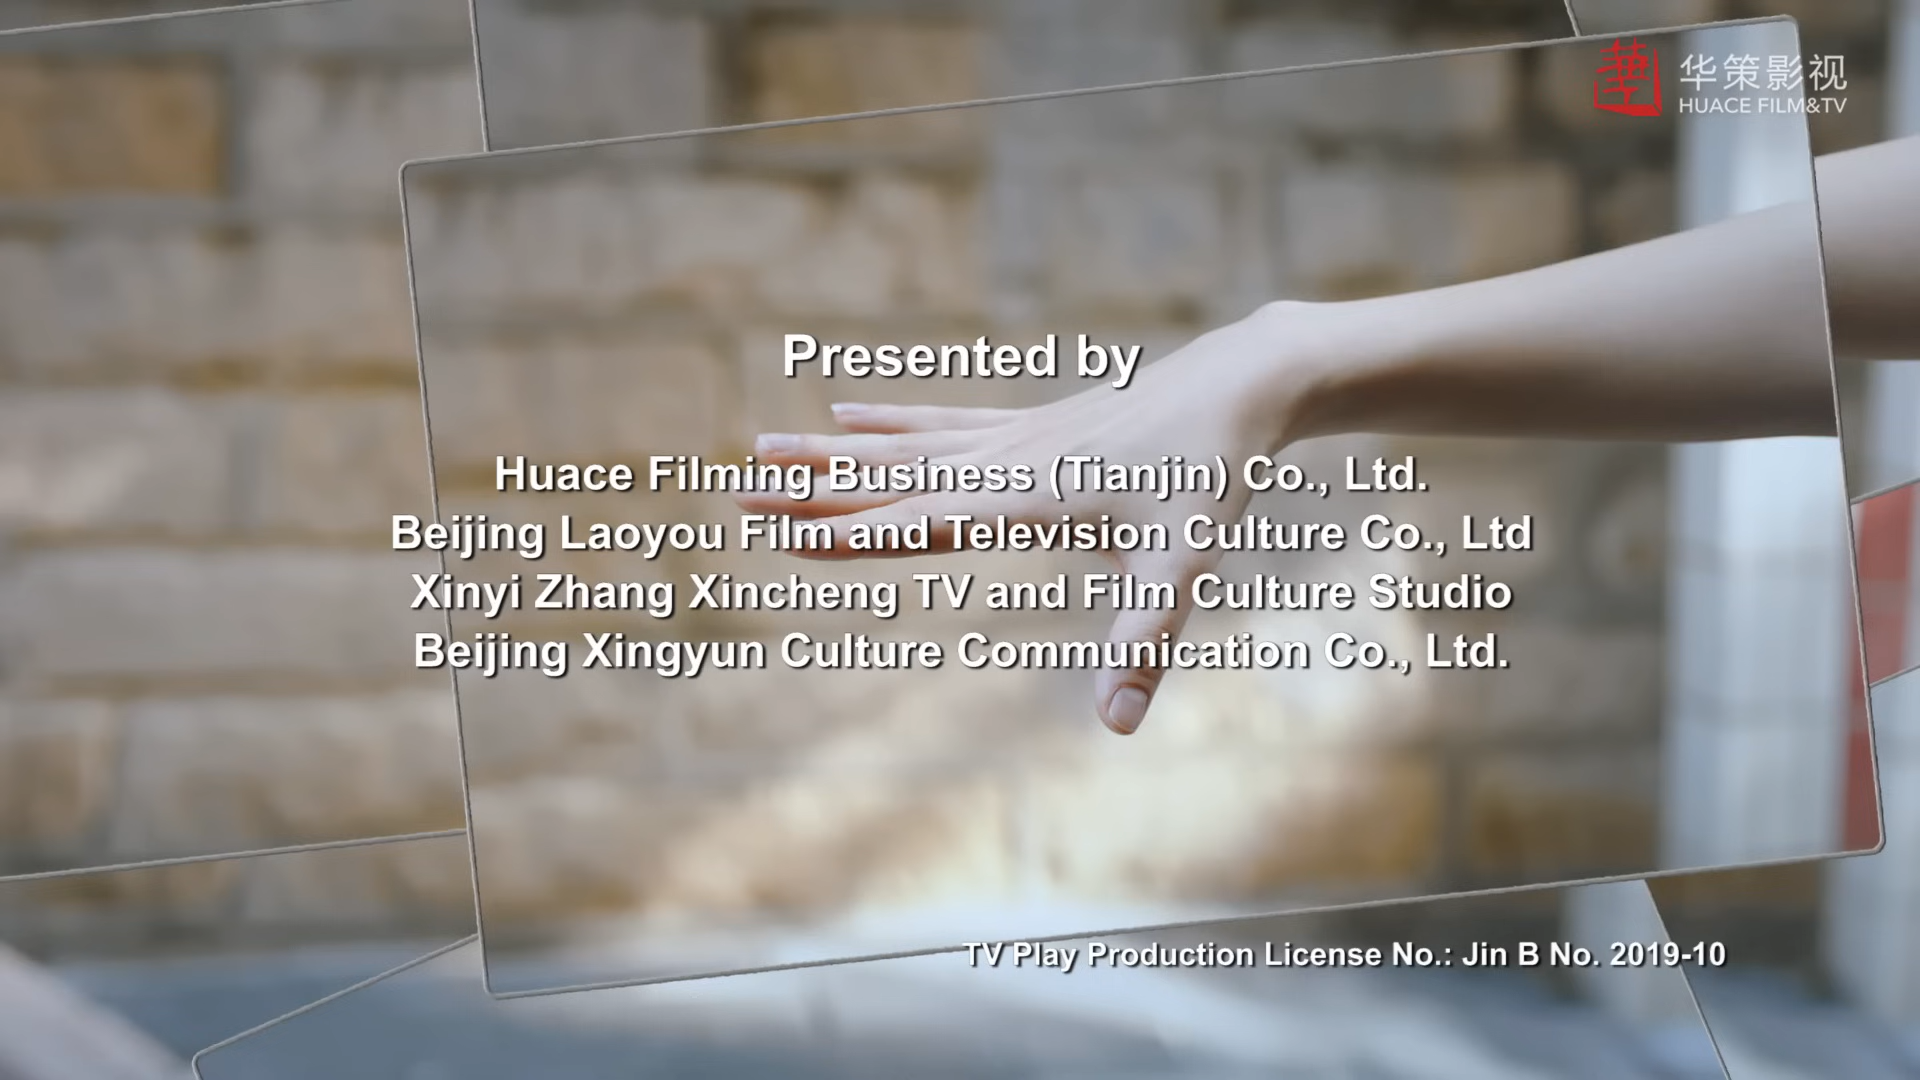 華
华策影视
HUACE FILM&TV
Presented by
Huace Filming Business (Tianjin) Co., Ltd.
Beijing Laoyou Film and Television Culture Co., Ltd
Xinyi Zhang Xincheng TV and Film Culture Studio
Beijing Xingyun Culture Communication Co., Ltd.
TV Play Production License No.: Jin B No. 2019-10